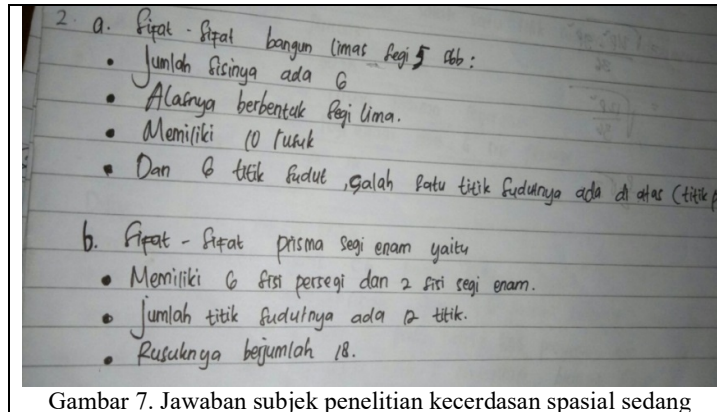 2. a. Sifat - Sifat bangun limas segi 5 sbb :
• Jumlah sisinya ada 6
• Alasnya berbentuk segi lima.
• Memiliki 10 rusuk
• Dan 6 titik sudut , salah satu titik sudutnya ada di atas (titik p
b. Sifat - Sifat prisma segi enam yaitu
• Memiliki 6 sisi persegi dan 2 sisi segi enam.
• Jumlah titik sudutnya ada 12 titik.
• Rusuknya berjumlah 18.
Gambar 7. Jawaban subjek penelitian kecerdasan spasial sedang